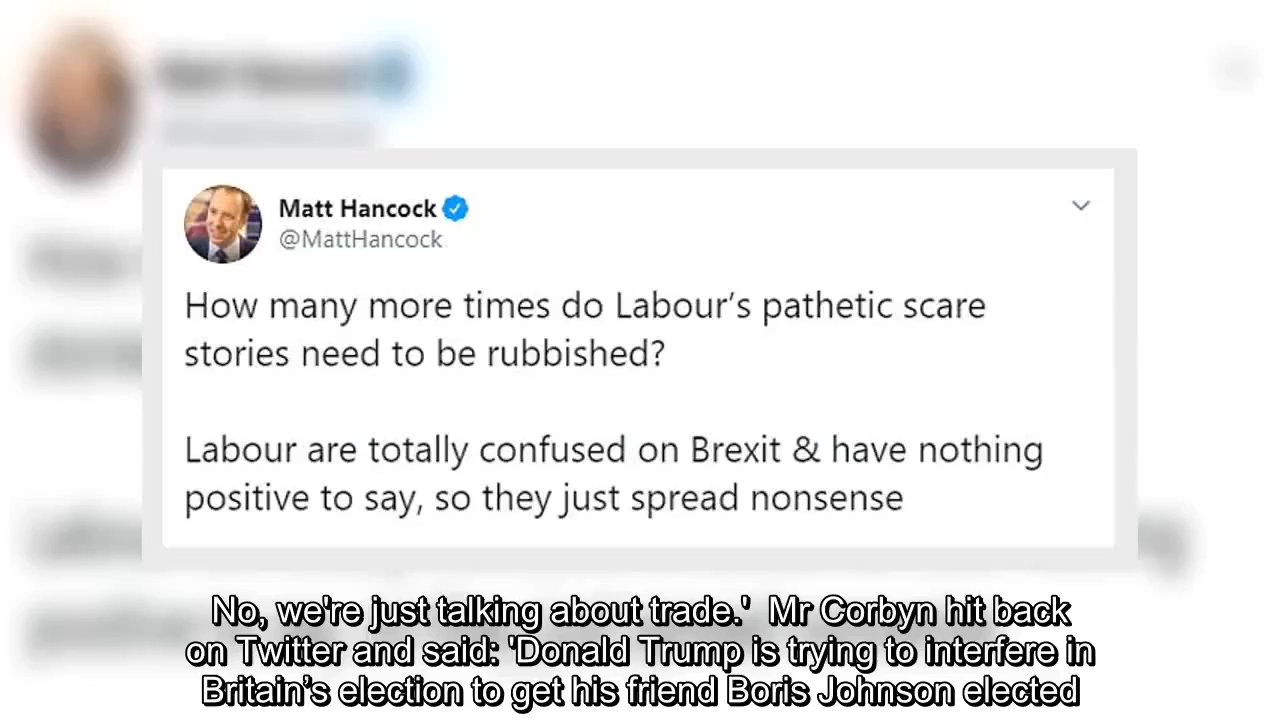 Matt Hancock
@MattHancock
How many more times do Labour's pathetic scare
stories need to be rubbished?
Labour are totally confused on Brexit & have nothing
positive to say, so they just spread nonsense
No, we're just talking about trade.'  Mr Corbyn hit back
on Twitter and said: 'Donald Trump is trying to interfere in
Britain’s election to get his friend Boris Johnson elected